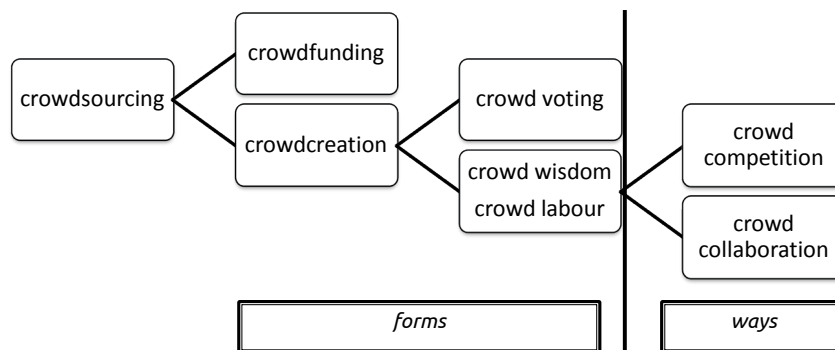 crowdfunding
crowdsourcing
crowdcreation
crowd voting
crowd wisdom
crowd labour
crowd
competition
crowd
collaboration
forms
ways